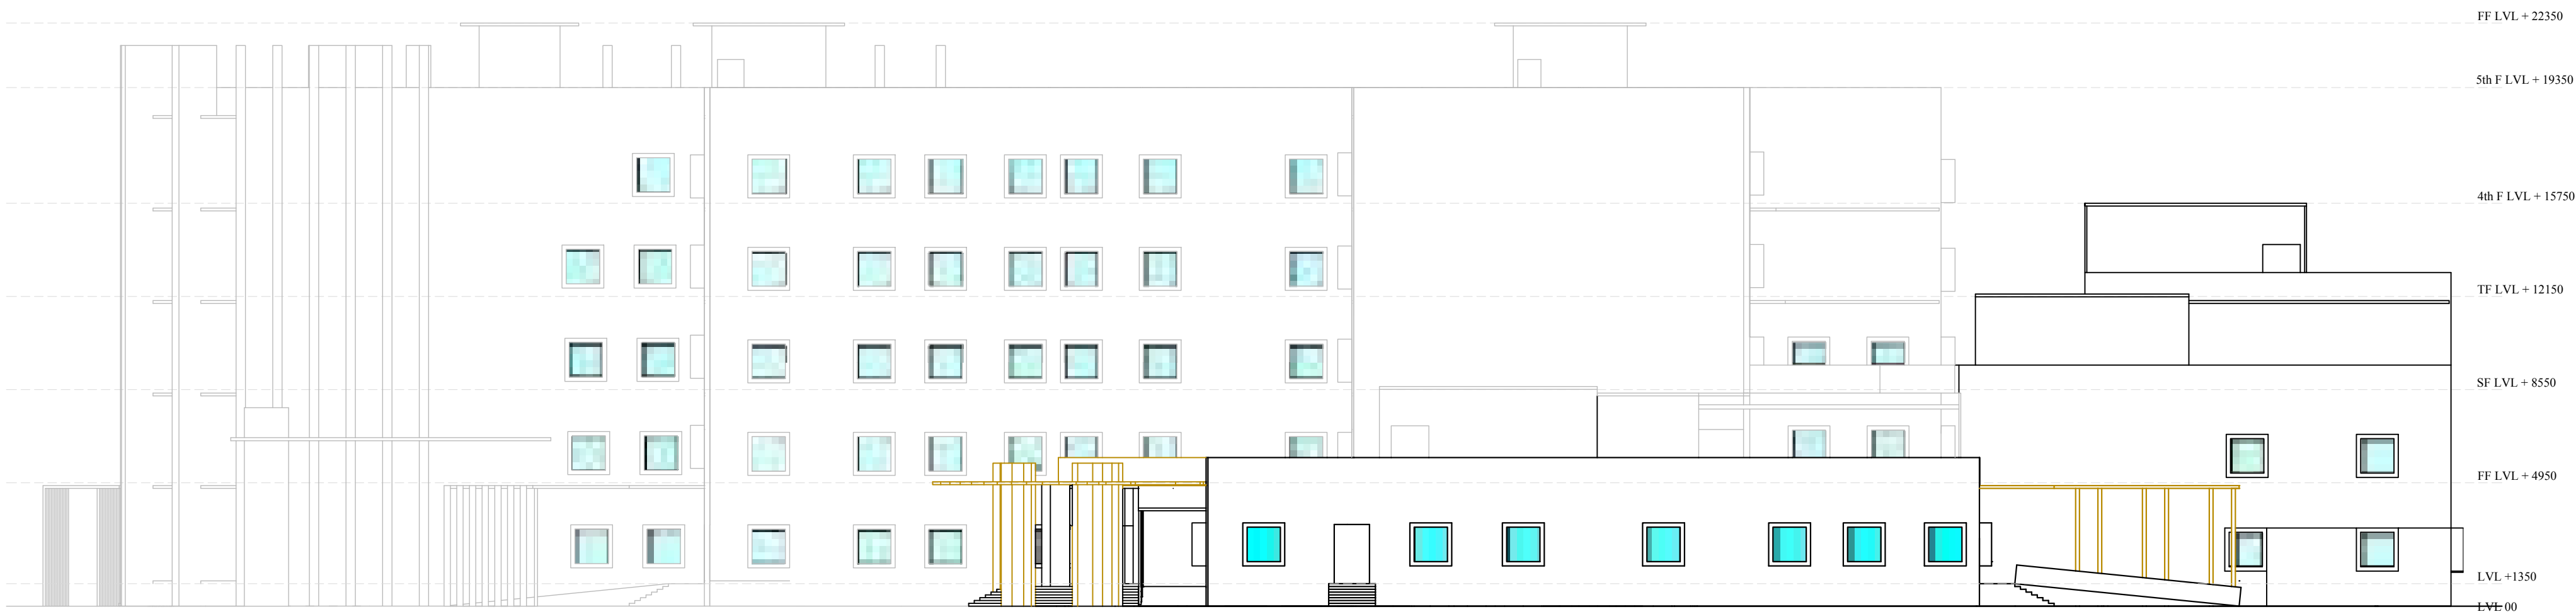 FF LVL + 22350
5th F LVL + 19350
4th F LVL + 15750
TF LVL + 12150
SF LVL + 8550
FF LVL + 4950
LVL +1350
LVL 00